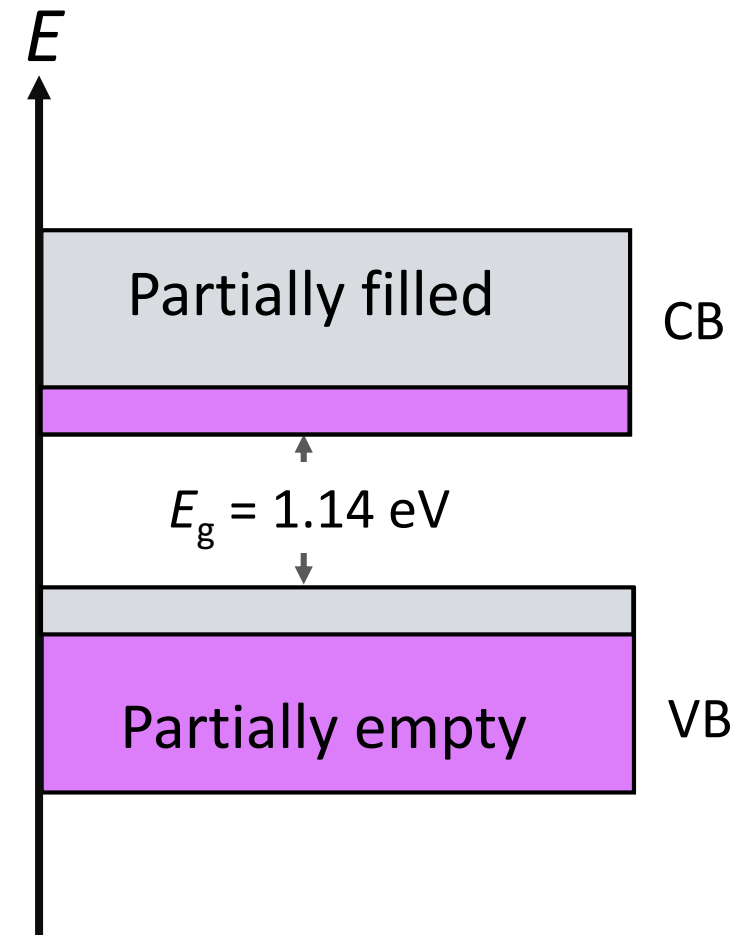 E
Partially filled
CB
Eg = 1.14 eV
Partially empty
VB